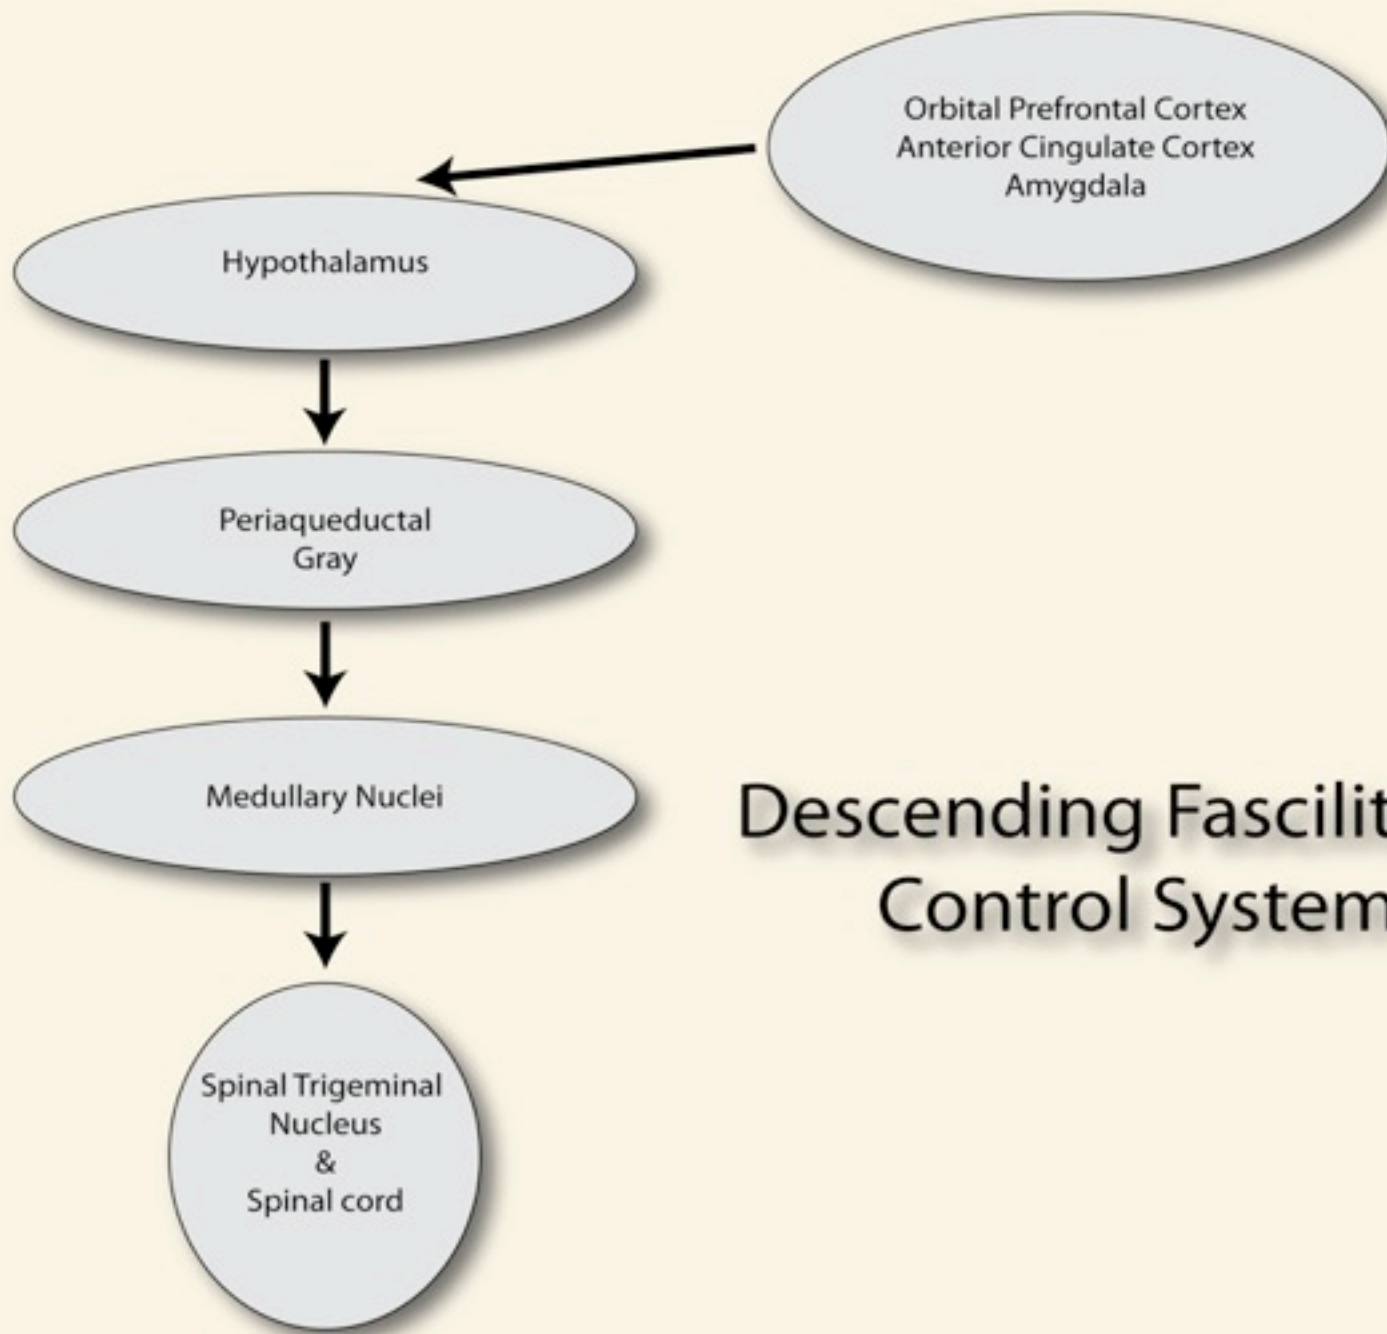 Orbital Prefrontal Cortex
Anterior Cingulate Cortex
Amygdala
Hypothalamus
Periaqueductal
Gray
Medullary Nuclei
Descending Fascilit
Control System
Spinal Trigeminal
Nucleus
&
Spinal cord